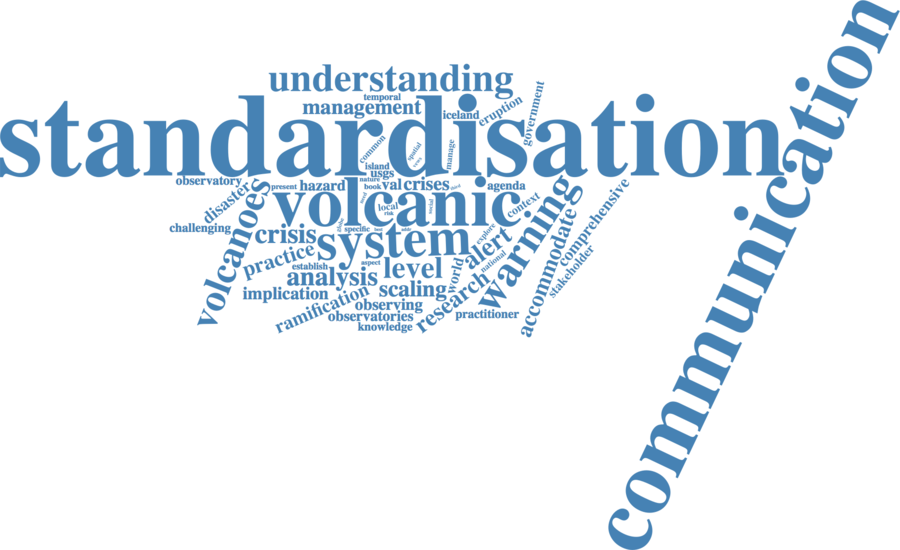 communication
understanding
temporal
management
iceland
eruption
government
standardisation
common
spatial
manage
island
usgs
observatory
nature
present
hazard
book
val
crises
agenda
disaster
volcanoes
volcanic
local
risk
social
context
challenging
specific
warning
accommodate
comprehensive
stakeholder
crisis
system
explore
alert
practice
establish
aspect
level
world
national
analysis
implication
scaling
research
ramification
observing
observatories
practitioner
knowledge